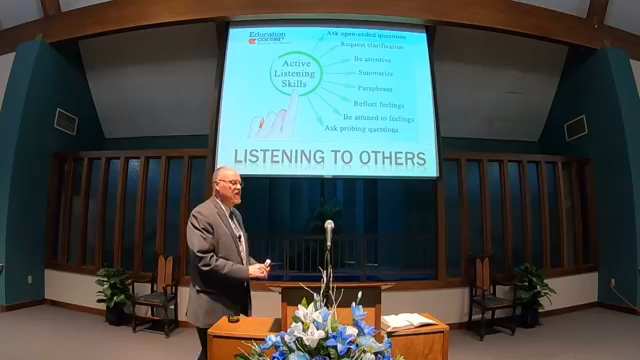 Education
corner
Ask open-ended questions
Request clarification
Be attentive
Summarize
Paraphrase
Reflect feelings
Be attuned to feelings
Ask probing questions
Active
Listening
Skills
LISTENING TO OTHERS